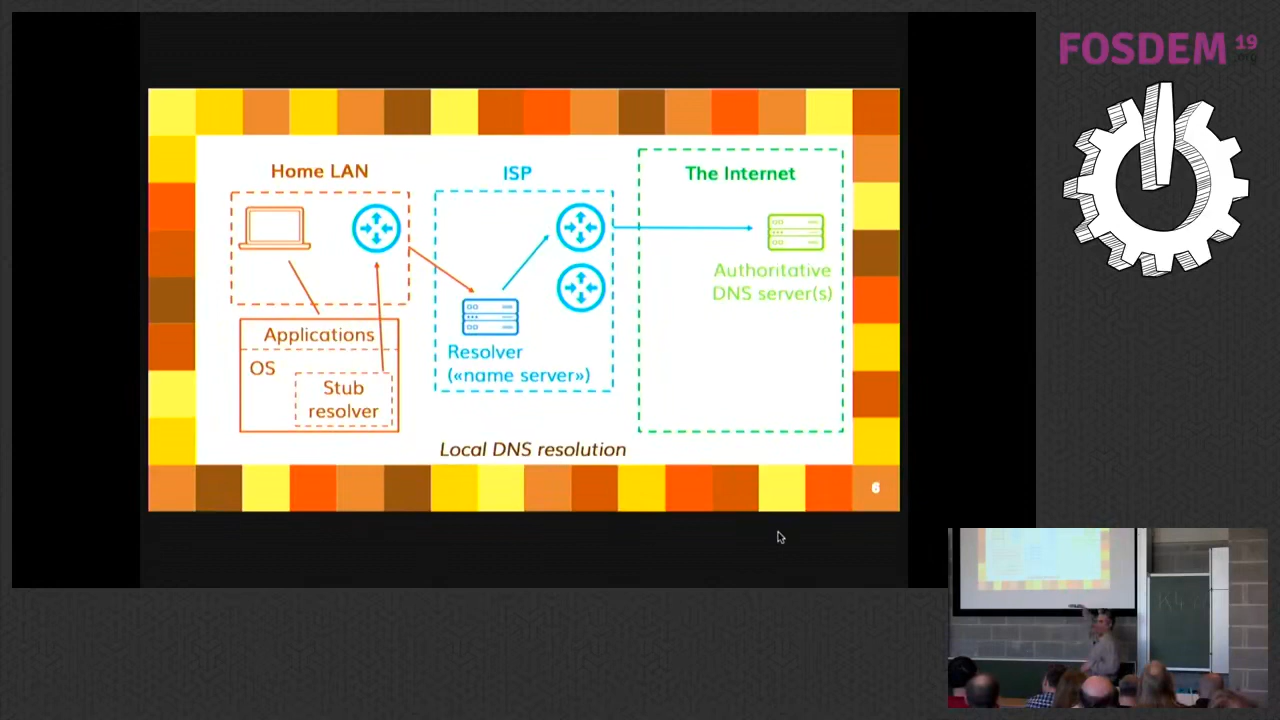 FOSDEM 19
.org
Home LAN
ISP
The Internet
Authoritative
DNS server(s)
Applications
OS
Stub
resolver
Resolver
(«name server»)
Local DNS resolution
6